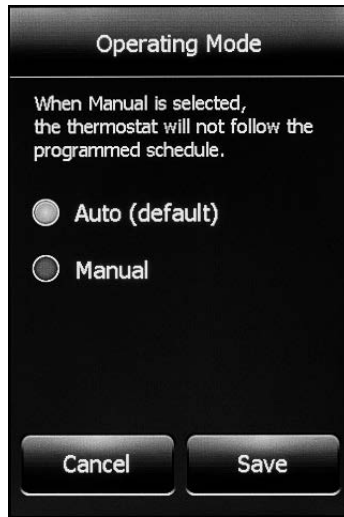 Operating Mode
When Manual is selected,
the thermostat will not follow the
programmed schedule.
Auto (default)
Manual
Cancel
Save